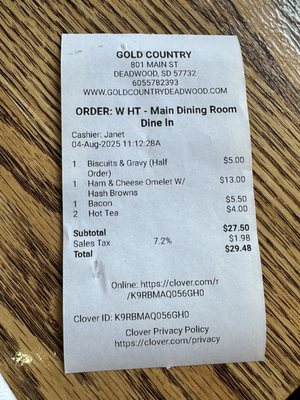 GOLD COUNTRY
801 MAIN ST
DEADWOOD, SD 57732
6055782393
WWW.GOLDCOUNTRYDEADWOOD.COM
ORDER: W HT - Main Dining Room
Dine In
Cashier: Janet
04-Aug-2025 11:12:28A
1 Biscuits & Gravy (Half $5.00
Order)
1 Ham & Cheese Omelet W/ $13.00
Hash Browns
1 Bacon $5.50
2 Hot Tea $4.00
Subtotal $27.50
Sales Tax 7.2% $1.98
Total $29.48
Online: https://clover.com/r
/K9RBMAQ056GH0
Clover ID: K9RBMAQ056GH0
Clover Privacy Policy
https://clover.com/privacy